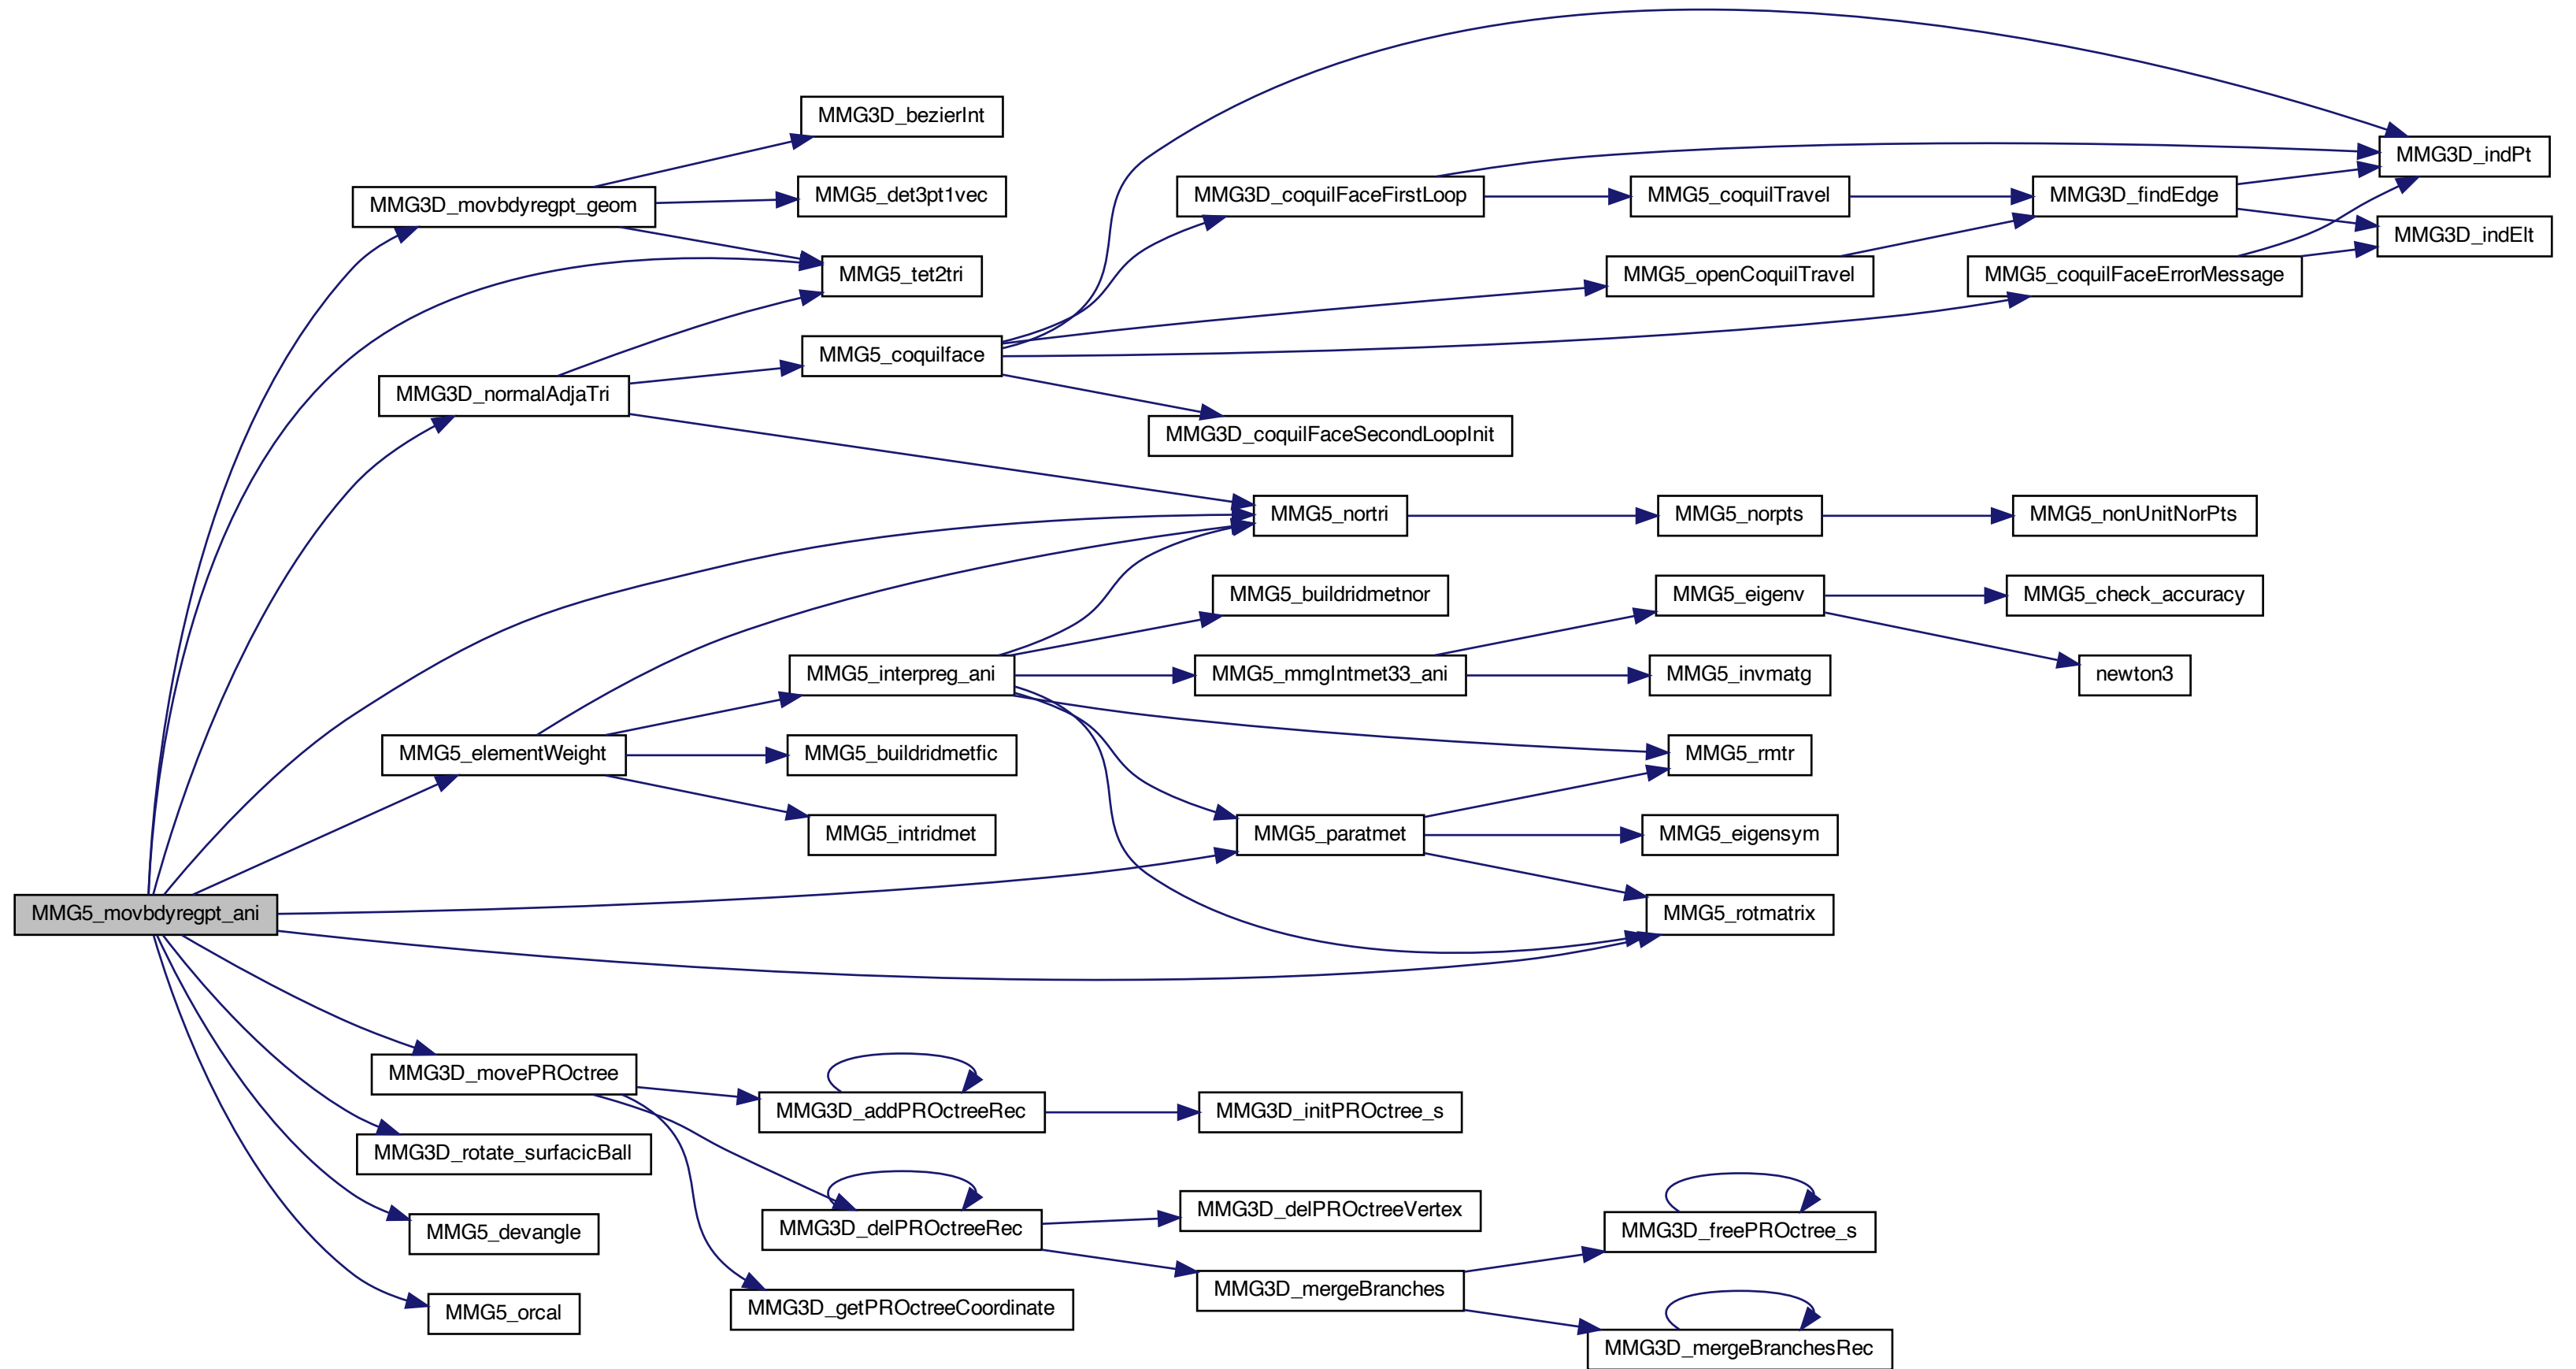 MMG5_movbdyregpt_ani
MMG3D_movbdyregpt_geom
MMG3D_bezierInt
MMG5_det3pt1vec
MMG5_tet2tri
MMG3D_normalAdjaTri
MMG5_coquilface
MMG3D_coquilFaceFirstLoop
MMG5_coquilTravel
MMG3D_findEdge
MMG3D_indPt
MMG3D_indElt
MMG5_openCoquilTravel
MMG5_coquilFaceErrorMessage
MMG3D_coquilFaceSecondLoopInit
MMG5_nortri
MMG5_norpts
MMG5_nonUnitNorPts
MMG5_elementWeight
MMG5_interpreg_ani
MMG5_buildridmetnor
MMG5_mmgIntmet33_ani
MMG5_eigenv
MMG5_check_accuracy
newton3
MMG5_invmatg
MMG5_rmtr
MMG5_buildridmetfic
MMG5_intridmet
MMG5_paratmet
MMG5_eigensym
MMG5_rotmatrix
MMG3D_movePROctree
MMG3D_addPROctreeRec
MMG3D_initPROctree_s
MMG3D_rotate_surfacicBall
MMG3D_delPROctreeRec
MMG3D_delPROctreeVertex
MMG3D_freePROctree_s
MMG5_devangle
MMG3D_mergeBranches
MMG3D_getPROctreeCoordinate
MMG5_orcal
MMG3D_mergeBranchesRec